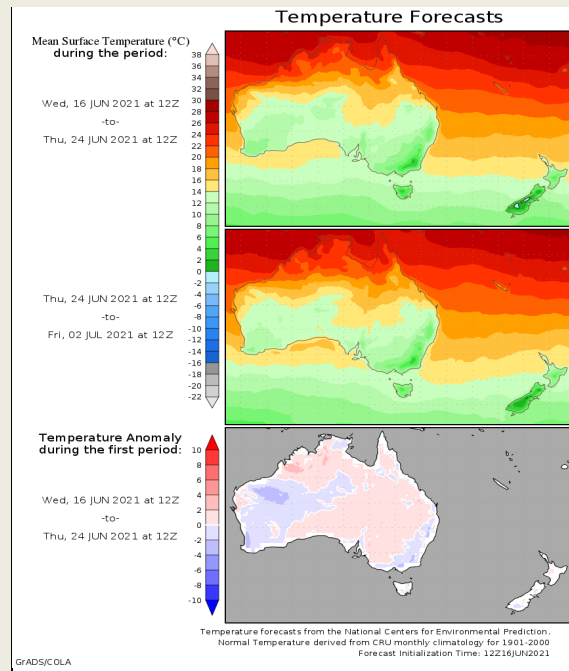 Temperature Forecasts
Mean Surface Temperature (°C)
during the period:
Wed, 16 JUN 2021 at 12Z
-to-
Thu, 24 JUN 2021 at 12Z
38
36
34
32
30
28
26
24
22
20
18
16
14
12
10
8
6
4
2
0
-2
-4
-6
-8
-10
-12
-14
-16
-18
-20
-22
Thu, 24 JUN 2021 at 12Z
-to-
Fri, 02 JUL 2021 at 12Z
Temperature Anomaly
during the first period:
Wed, 16 JUN 2021 at 12Z
-to-
Thu, 24 JUN 2021 at 12Z
10
8
6
4
2
0
-2
-4
-6
-8
-10
Temperature forecasts from the National Centers for Environmental Prediction.
Normal Temperature derived from CRU monthly climatology for 1901-2000
Forecast Initialization Time: 12Z16JUN2021
GrADS/COLA